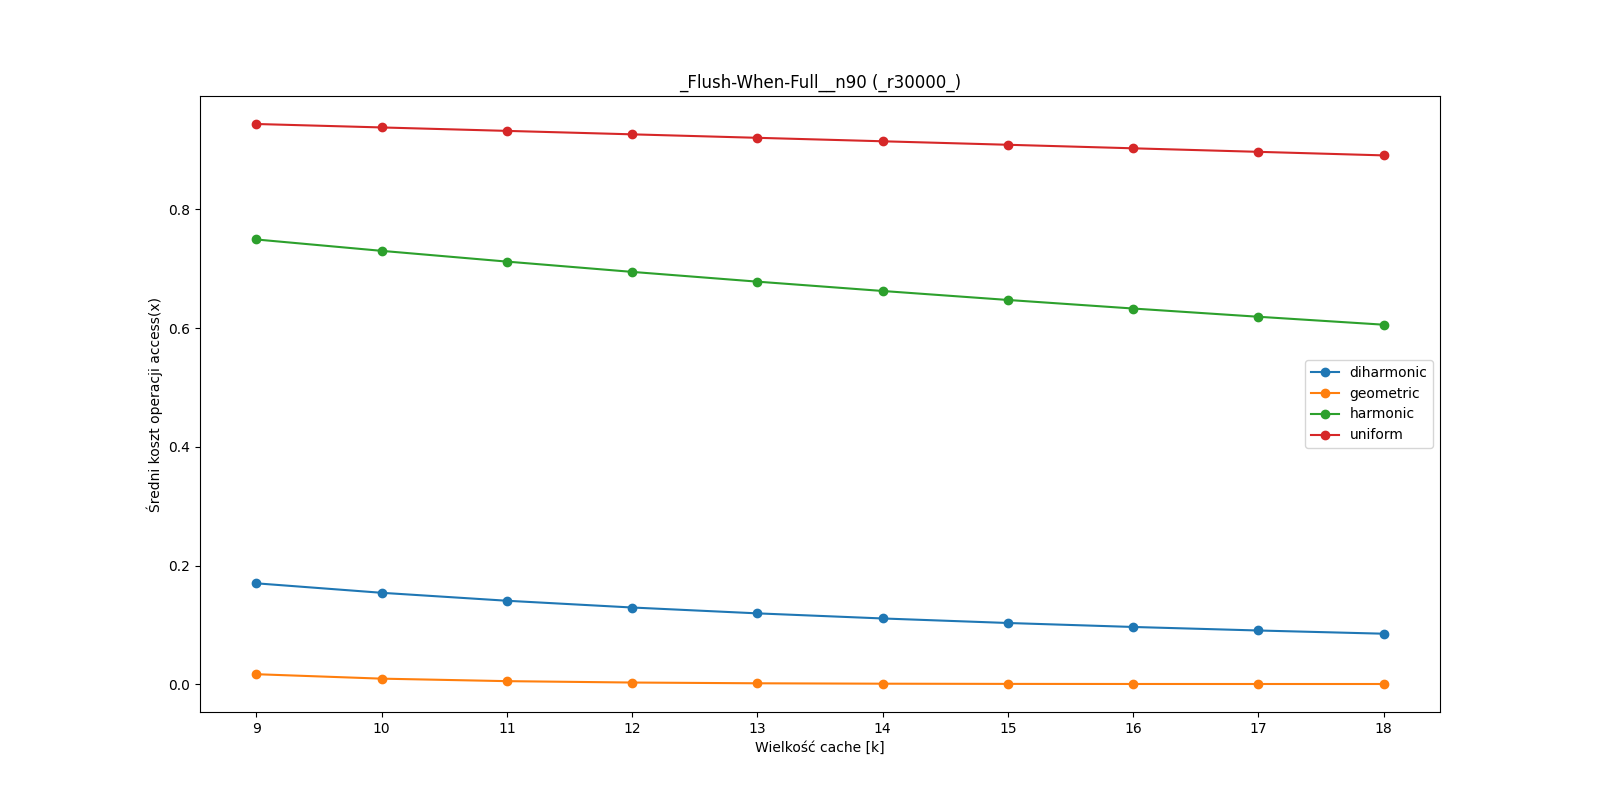 _Flush-When-Full__n90 (_r30000_)
Średni koszt operacji access(x)
0.8
0.6
0.4
0.2
0.0
diharmonic
geometric
harmonic
uniform
9 10 11 12 13 14 15 16 17 18
Wielkość cache [k]